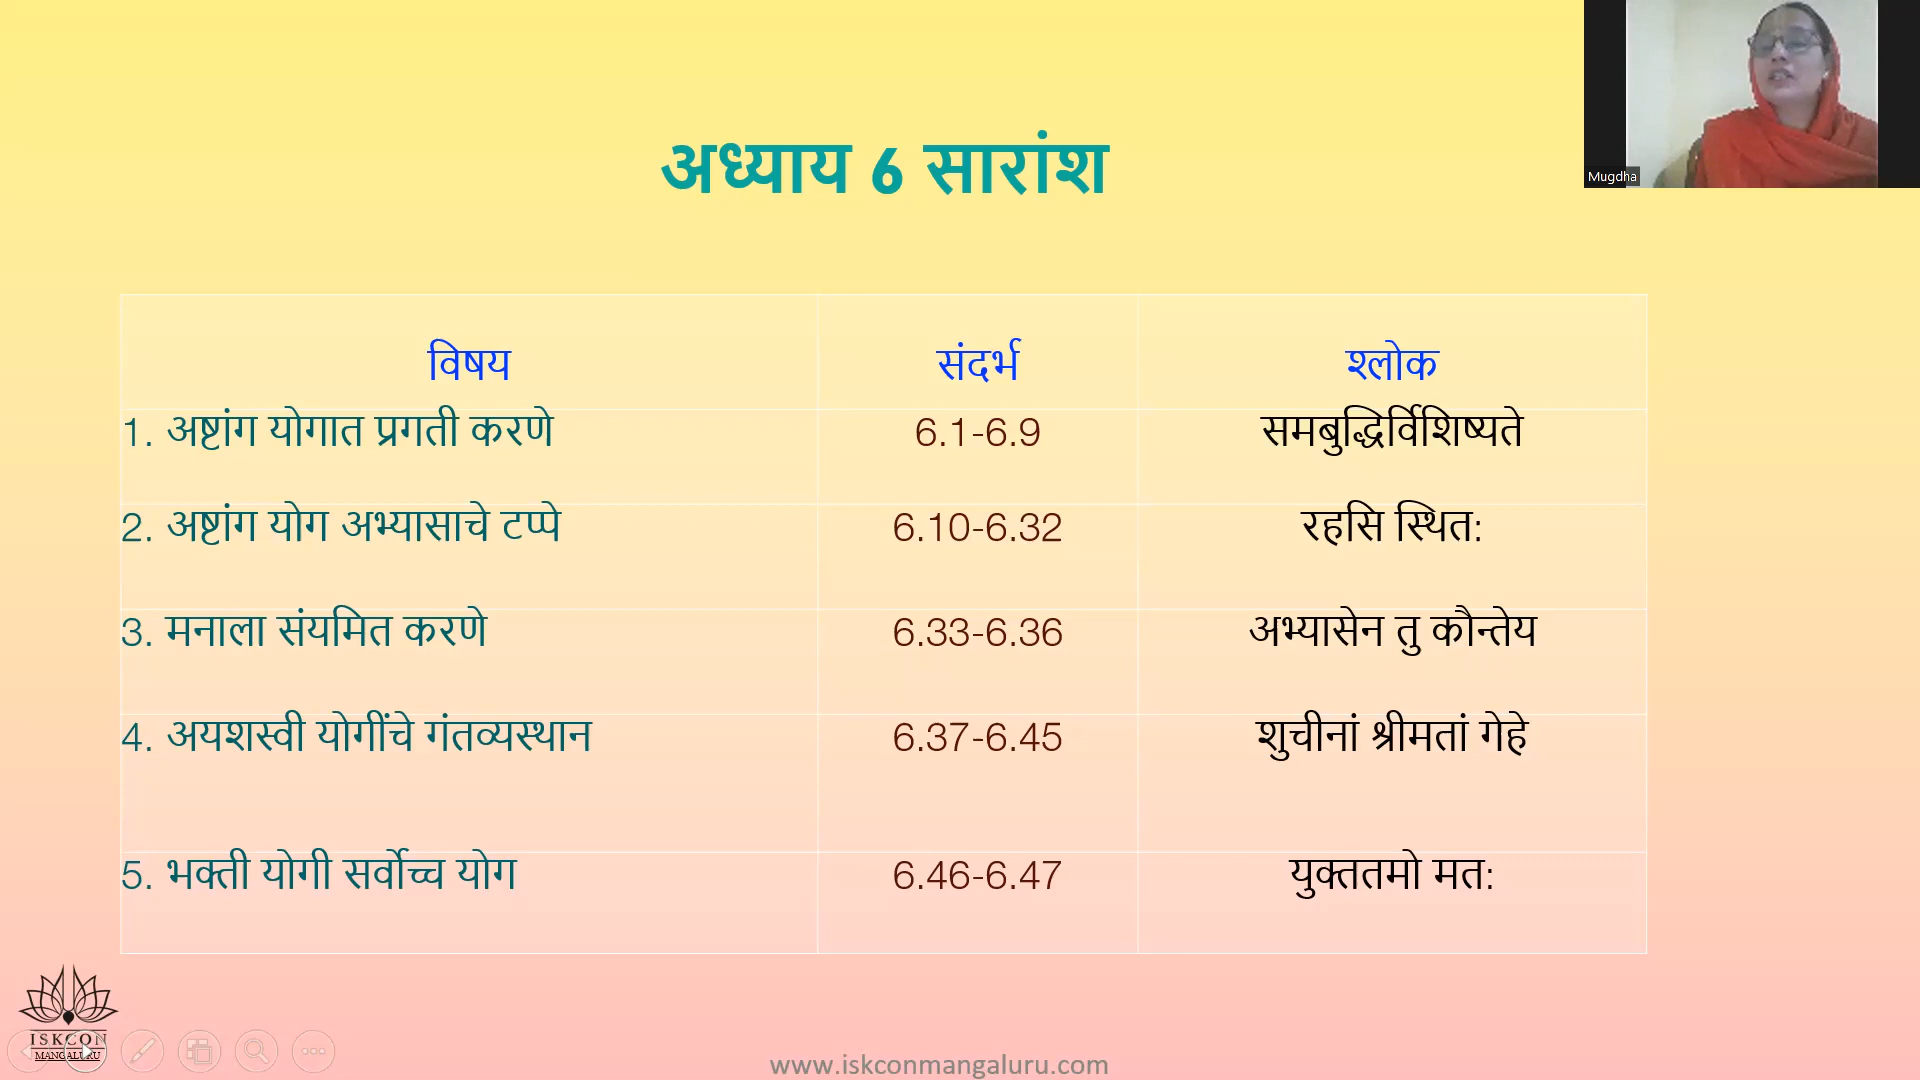 Mugdha
अध्याय 6 सारांश
विषय संदर्भ श्लोक
1. अष्टांग योगात प्रगती करणे 6.1-6.9 समबुद्धिर्विशिष्यते
2. अष्टांग योग अभ्यासाचे टप्पे 6.10-6.32 रहसि स्थित:
3. मनाला संयमित करणे 6.33-6.36 अभ्यासेन तु कौन्तेय
4. अयशस्वी योगींचे गंतव्यस्थान 6.37-6.45 शुचीनां श्रीमतां गेहे
5. भक्ती योगी सर्वोच्च योग 6.46-6.47 युक्ततमो मत:
ISKCON
MANGALURU
www.iskconmangaluru.com